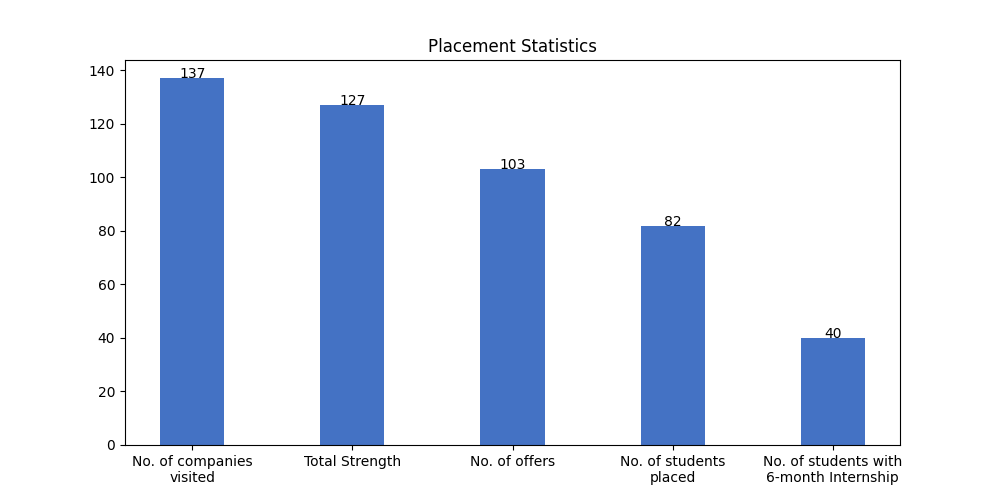 Placement Statistics
140
120
100
80
60
40
20
0
137
127
103
82
40
No. of companies
visited
Total Strength
No. of offers
No. of students
placed
No. of students with
6-month Internship